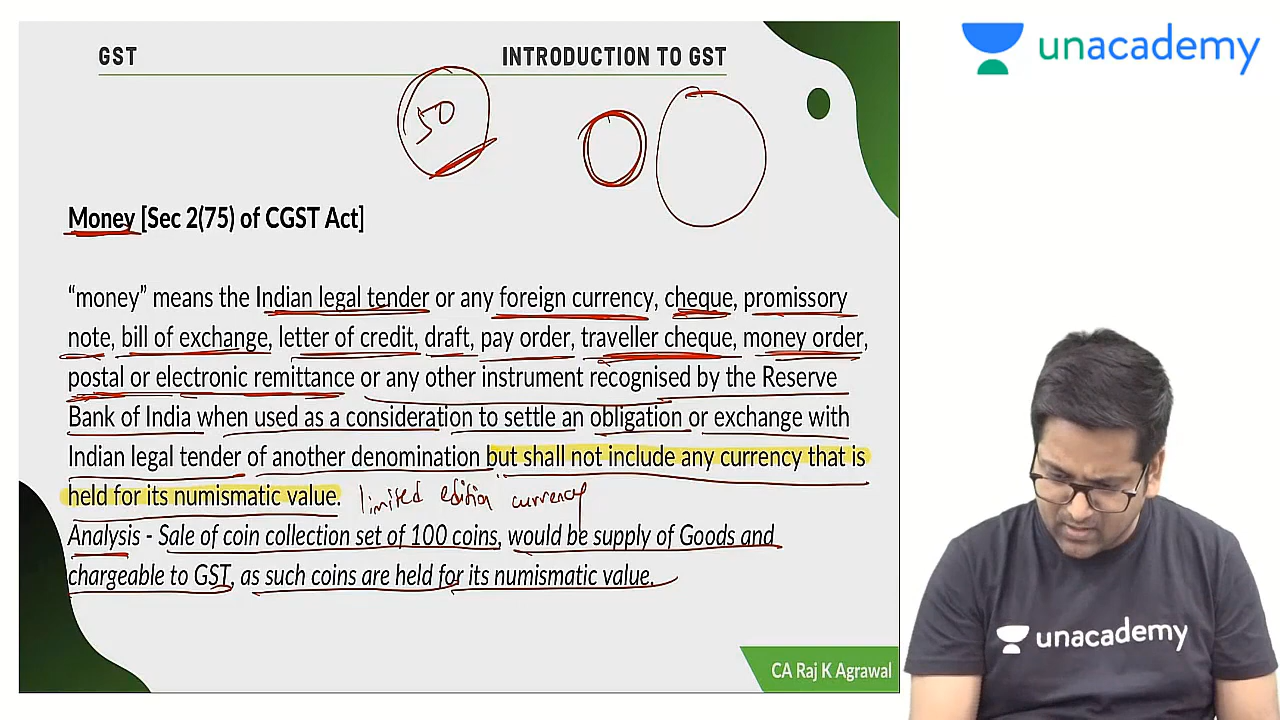 GST
INTRODUCTION TO GST
unacademy
50
Money [Sec 2(75) of CGST Act]
“money” means the Indian legal tender or any foreign currency, cheque, promissory
note, bill of exchange, letter of credit, draft, pay order, traveller cheque, money order,
postal or electronic remittance or any other instrument recognised by the Reserve
Bank of India when used as a consideration to settle an obligation or exchange with
Indian legal tender of another denomination but shall not include any currency that is
held for its numismatic value. limited edition currency
Analysis - Sale of coin collection set of 100 coins, would be supply of Goods and
chargeable to GST, as such coins are held for its numismatic value.
unacademy
CA Raj K Agrawal